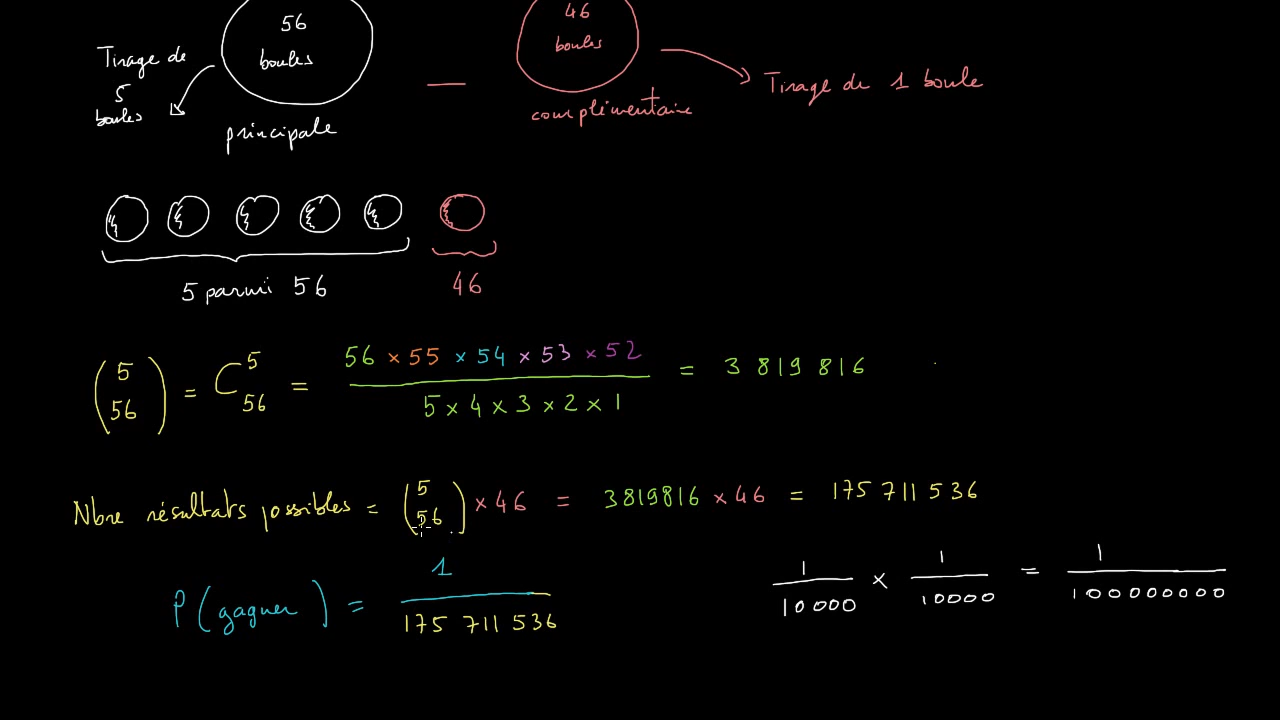 Tirage de
5
boules
56
boules
principale
—
46
boules
complémentaire
Tirage de 1 boule
5 parmi 56
46
(5 56) = C 5 56 = 56 × 55 × 54 × 53 × 52 / 5 × 4 × 3 × 2 × 1 = 3 819 816
Nbre résultats possibles = (5 56) × 46 = 3819816 × 46 = 175 711 536
P(gagner) = 1 / 175 711 536
1 / 10000 × 1 / 10000 = 1 / 100000000